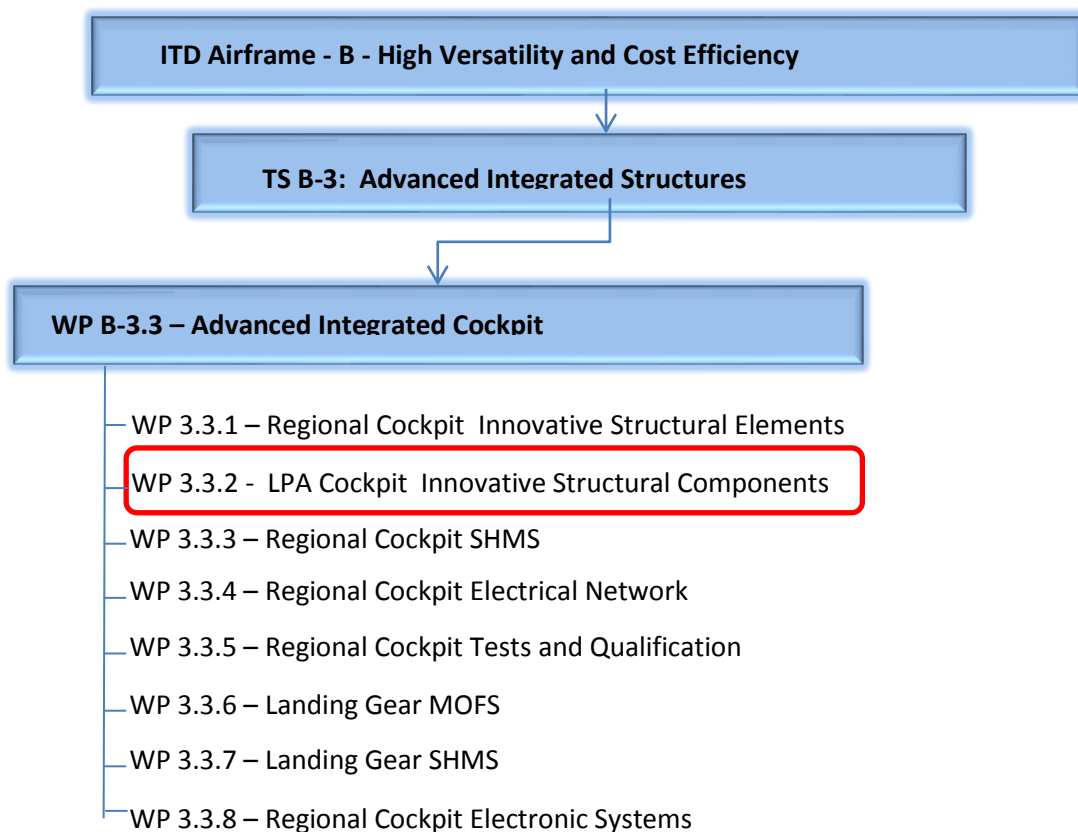 ITD Airframe - B - High Versatility and Cost Efficiency
TS B-3:  Advanced Integrated Structures
WP B-3.3 – Advanced Integrated Cockpit
WP 3.3.1 – Regional Cockpit  Innovative Structural Elements
WP 3.3.2 -  LPA Cockpit  Innovative Structural Components
WP 3.3.3 – Regional Cockpit SHMS
WP 3.3.4 – Regional Cockpit Electrical Network
WP 3.3.5 – Regional Cockpit Tests and Qualification
WP 3.3.6 – Landing Gear MOFS
WP 3.3.7 – Landing Gear SHMS
WP 3.3.8 – Regional Cockpit Electronic Systems